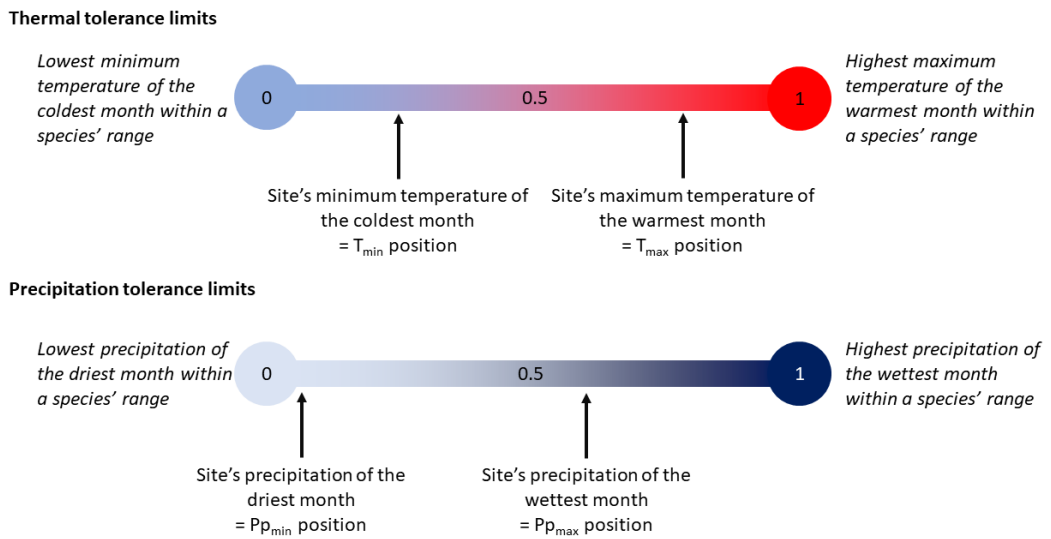 Thermal tolerance limits
Lowest minimum
temperature of the
coldest month within a
species’ range
0
0.5
1
Highest maximum
temperature of the
warmest month within
a species’ range
Site’s minimum temperature of
the coldest month
= Tmin position
Site’s maximum temperature of
the warmest month
= Tmax position
Precipitation tolerance limits
Lowest precipitation of
the driest month within
a species’ range
0
0.5
1
Highest precipitation of
the wettest month
within a species’ range
Site’s precipitation of the
driest month
= Ppmin position
Site’s precipitation of the
wettest month
= Ppmax position